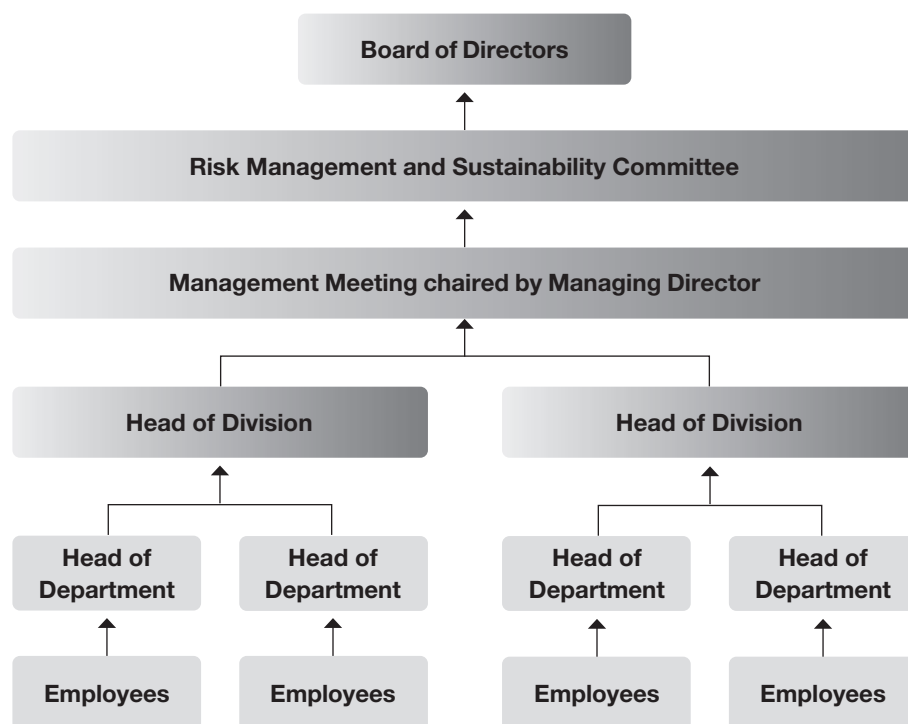 Board of Directors
Risk Management and Sustainability Committee
Management Meeting chaired by Managing Director
Head of Division
Head of Division
Head of
Department
Head of
Department
Head of
Department
Head of
Department
Employees
Employees
Employees
Employees